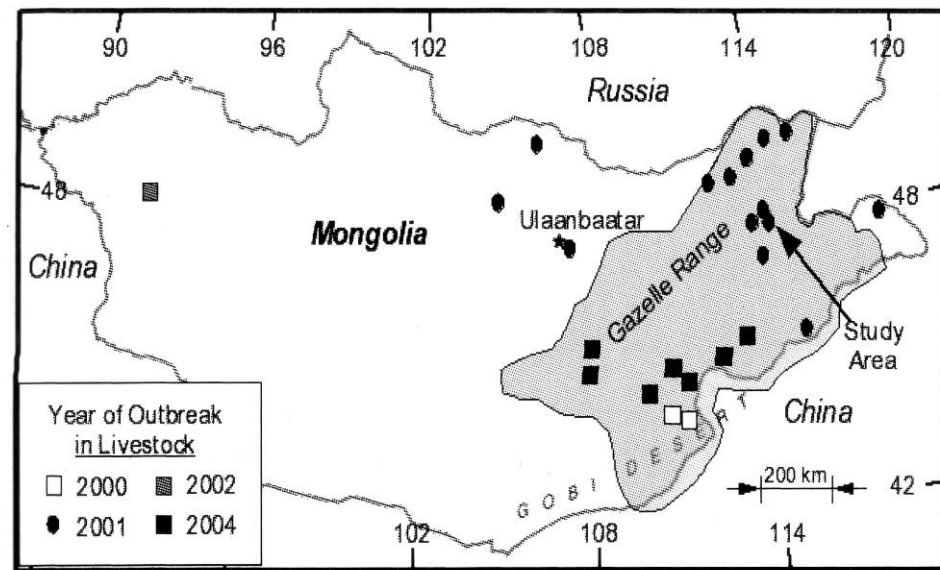 90 96 102 108 114 120
Russia
48 48
Ulaanbaatar
Mongolia
China
Gazelle Range
Study
Area
Year of Outbreak
in Livestock
2000 2002
2001 2004
China
GOBI DESERT
200 km
42
102 108 114